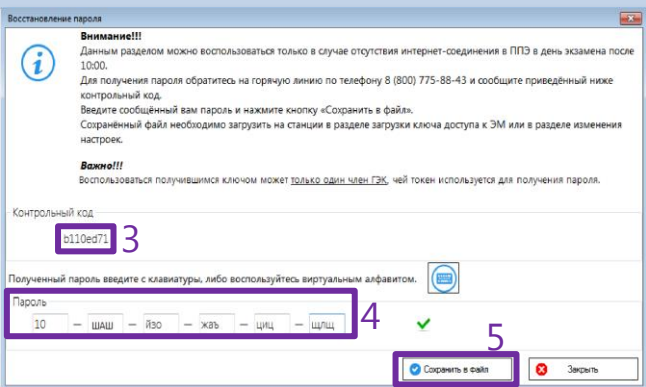 Восстановление пароля
Внимание!!!
Данным разделом можно воспользоваться только в случае отсутствия интернет-соединения в ППЭ в день экзамена после
10:00.
Для получения пароля обратитесь на горячую линию по телефону 8 (800) 775-88-43 и сообщите приведённый ниже
контрольный код.
Введите сообщённый вам пароль и нажмите кнопку «Сохранить в файл».
Сохранённый файл необходимо загрузить на станции в разделе загрузки ключа доступа к ЭМ или в разделе изменения
настроек.
Важно!!!
Воспользоваться получившимся ключом может только один член ГЭК, чей токен используется для получения пароля.
Контрольный код
b110ed71
3
Полученный пароль введите с клавиатуры, либо воспользуйтесь виртуальным алфавитом.
Пароль
10 — шаш — йзо — жаъ — циц — щлщ
4
5
Сохранить в файл
Закрыть